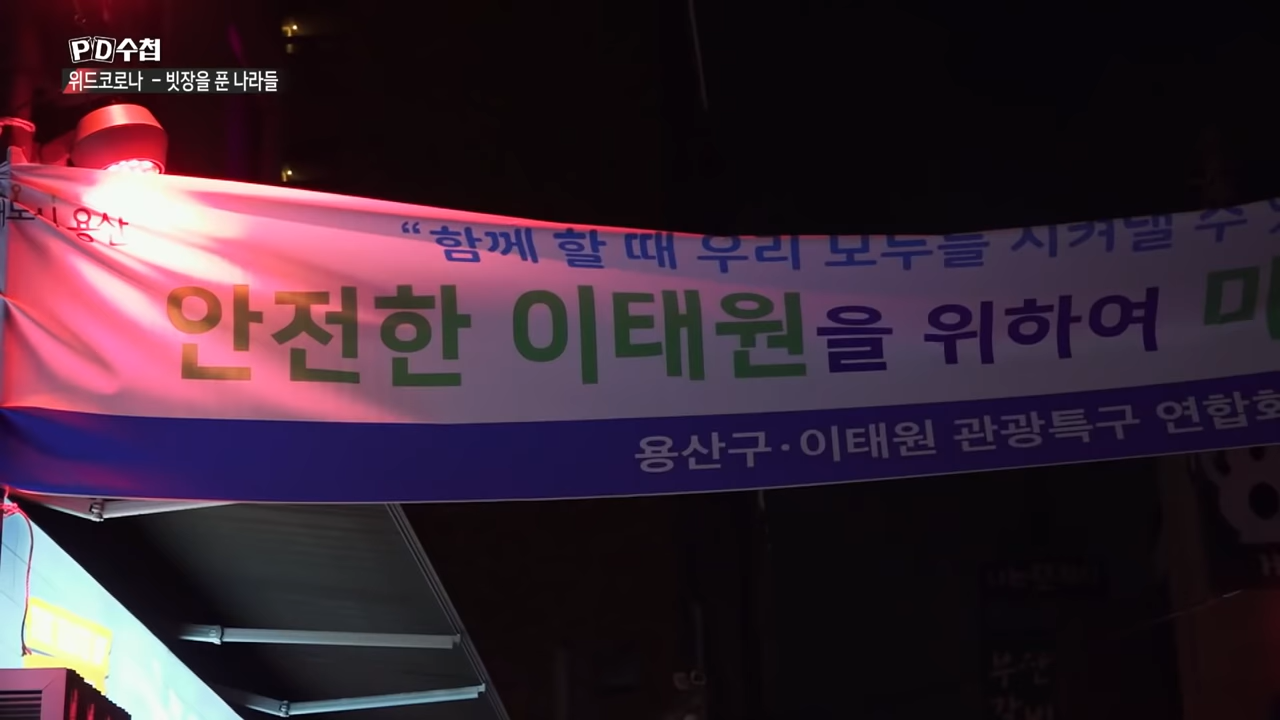 PD수첩
위드코로나 - 빗장을 푼 나라들
용산
“함께 할 때 우리 모두를 지켜낼 수
안전한 이태원을 위하여
용산구·이태원 관광특구 연합회